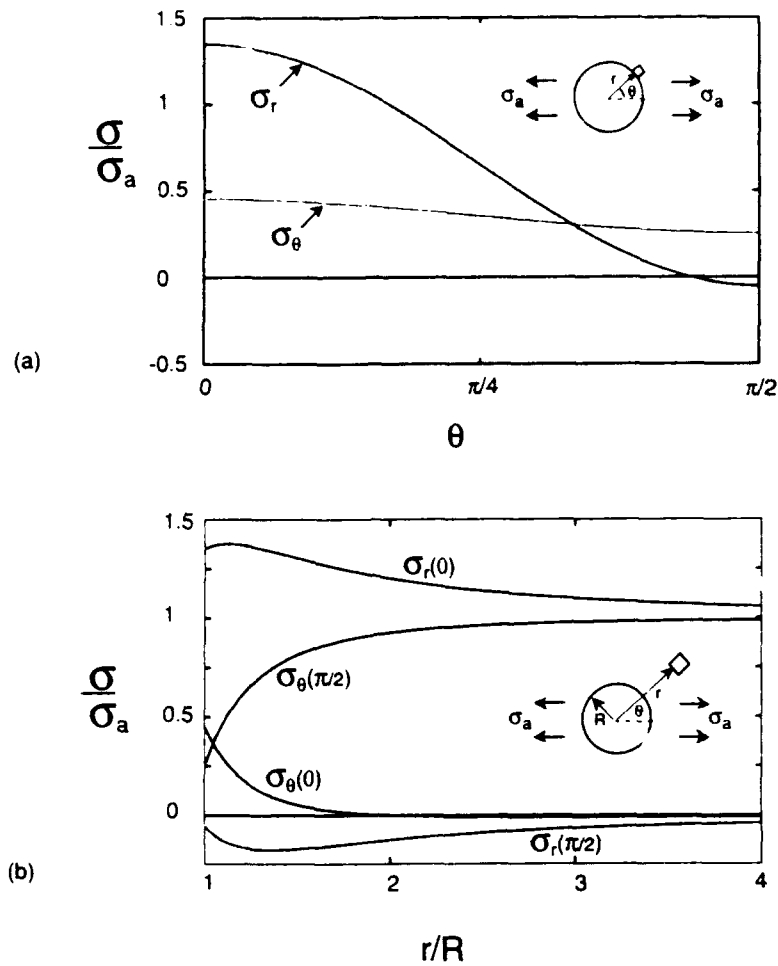 1.5
σr
r
θ
σa
σa
1
σ
σa
0.5
σθ
0
-0.5
(a)
0
π/4
π/2
θ
1.5
σr(0)
1
σθ(π/2)
σ
σa
r
R
θ
σa
σa
0.5
σθ(0)
0
σr(π/2)
(b)
1
2
3
4
r/R